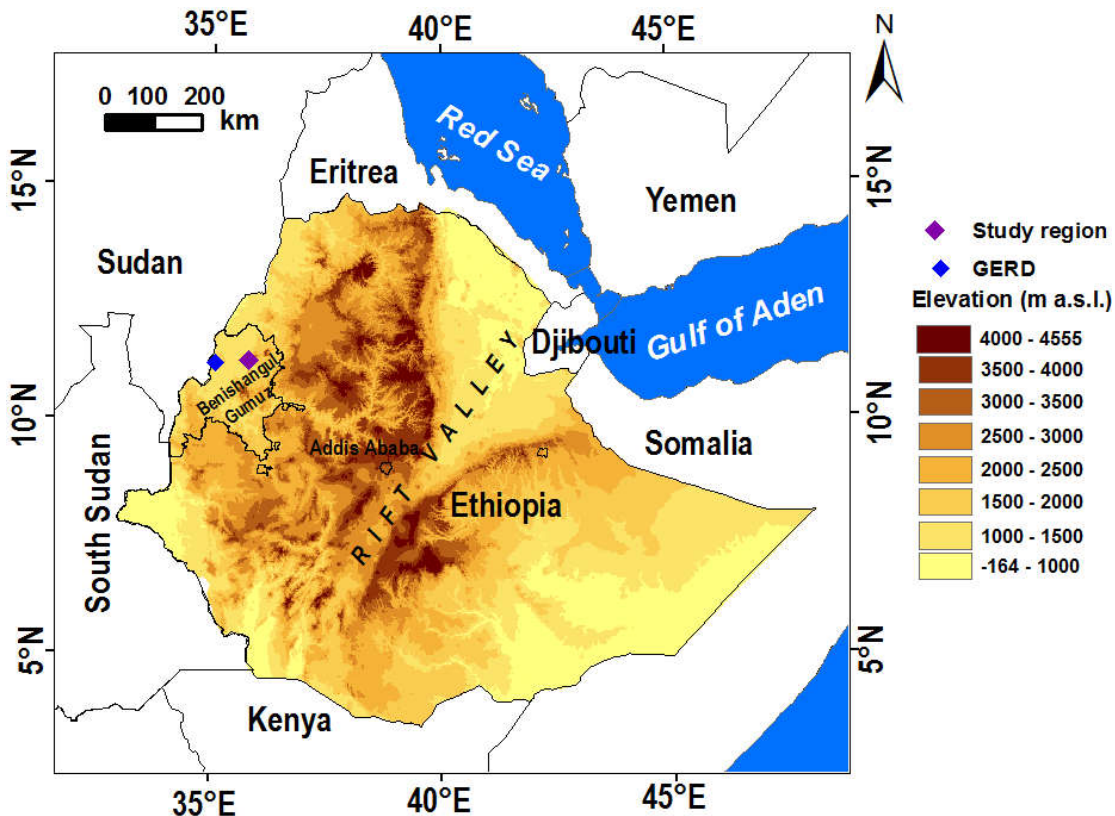 35°E
40°E
45°E
N
0 100 200
km
Red Sea
15°N
15°N
Eritrea
Yemen
Sudan
Study region
GERD
Elevation (m a.s.l.)
Gulf of Aden
Djibouti
4000 - 4555
3500 - 4000
3000 - 3500
2500 - 3000
2000 - 2500
1500 - 2000
1000 - 1500
-164 - 1000
Benishangul
Gumuz
10°N
10°N
Addis Ababa
RIFT VALLEY
Somalia
Ethiopia
South Sudan
5°N
5°N
Kenya
35°E
40°E
45°E